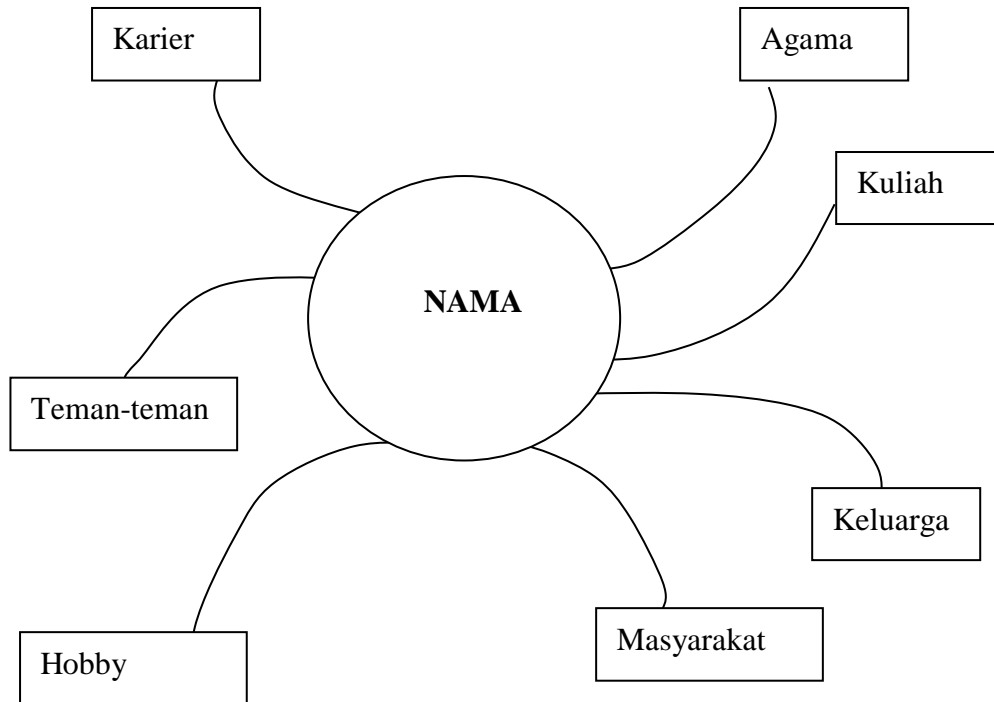 Karier
Agama
Kuliah
NAMA
Teman-teman
Keluarga
Masyarakat
Hobby